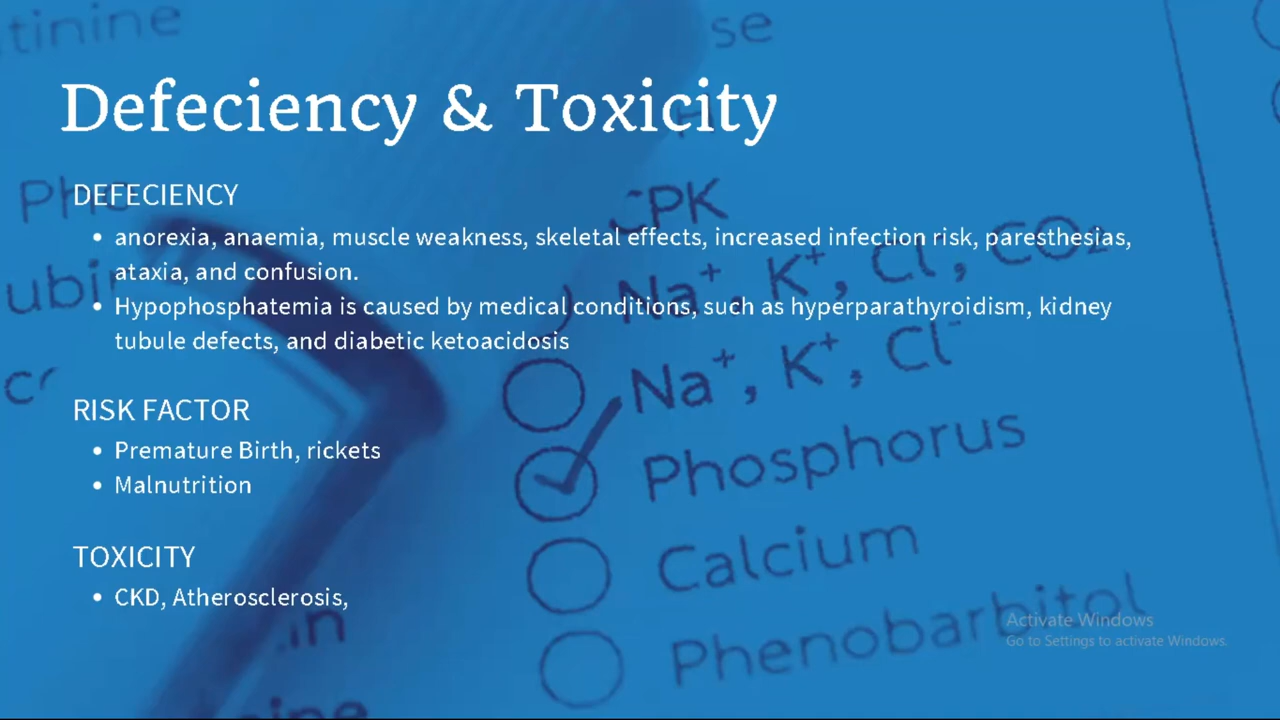 tinine
se
Defeciency & Toxicity
DEFECIENCY
CPK
• anorexia, anaemia, muscle weakness, skeletal effects, increased infection risk, paresthesias,
ataxia, and confusion.
Na⁺, K⁺, Cl⁻, CO₂
• Hypophosphatemia is caused by medical conditions, such as hyperparathyroidism, kidney
tubule defects, and diabetic ketoacidosis
Na⁺, K⁺, Cl⁻
RISK FACTOR
• Premature Birth, rickets
Phosphorus
• Malnutrition
Calcium
TOXICITY
• CKD, Atherosclerosis,
Phenobarbitol
Activate Windows
Go to Settings to activate Windows.